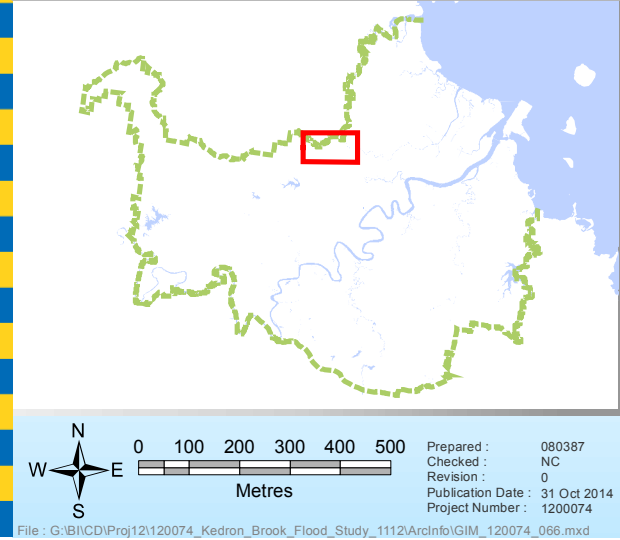 N
W E
S
0 100 200 300 400 500
Metres
Prepared : 080387
Checked : NC
Revision : 0
Publication Date : 31 Oct 2014
Project Number : 1200074
File : G:\BI\CD\Proj12\120074_Kedron_Brook_Flood_Study_1112\ArcInfo\GIM_120074_066.mxd